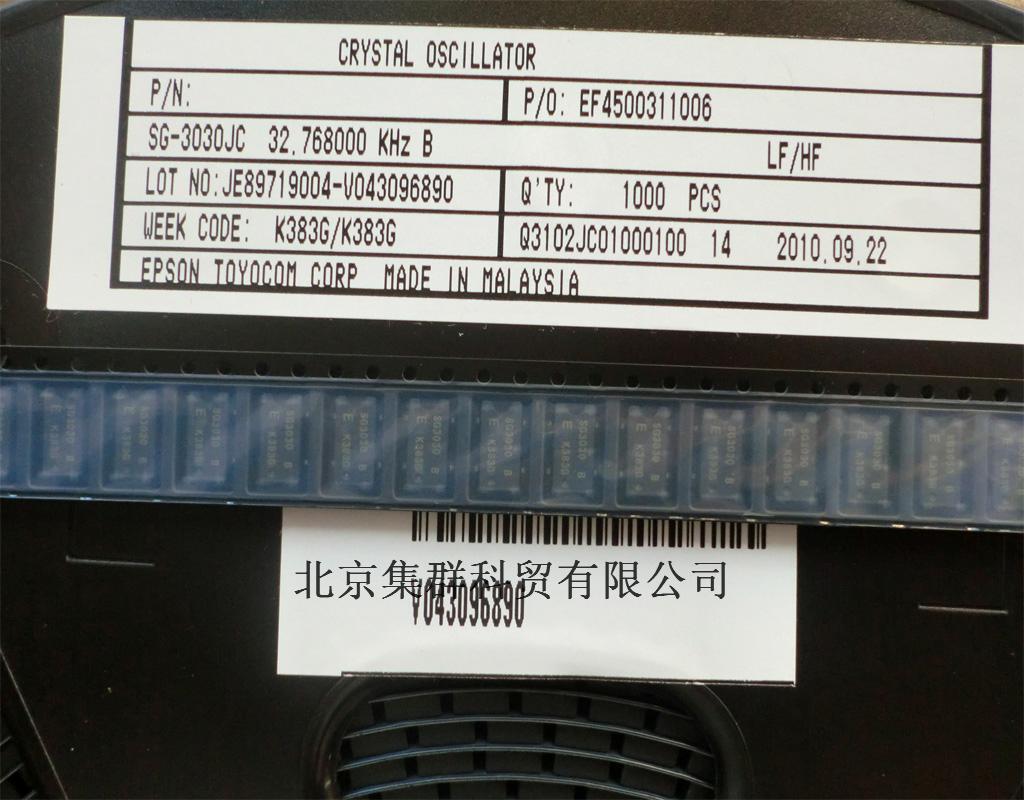 CRYSTAL OSCILLATOR
P/N: P/O: EF4500311006
SG-3030JC 32.768000 KHz B LF/HF
LOT NO:JE89719004-V043096890 Q'TY: 1000 PCS
WEEK CODE: K383G/K383G Q3102JC01000100 14 2010.09.22
EPSON TOYOCOM CORP MADE IN MALAYSIA
SG3030 B
E K383G
北京集群科贸有限公司
V043096890